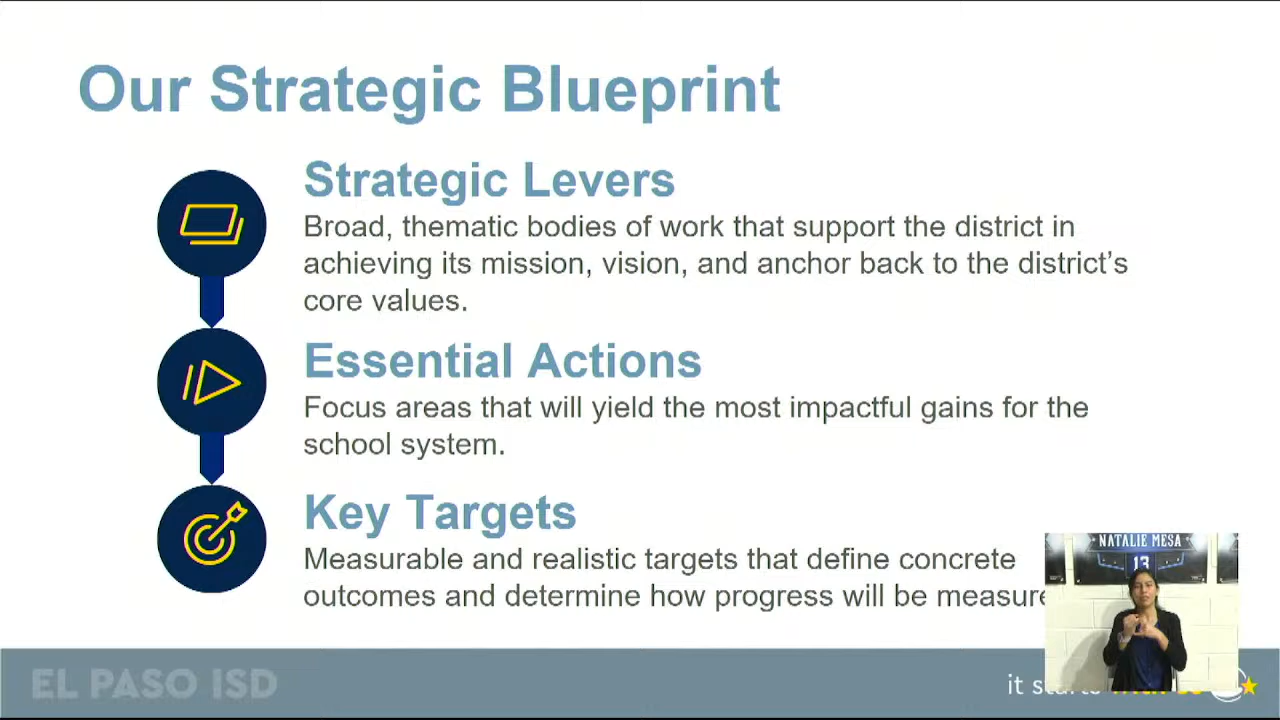 Our Strategic Blueprint
Strategic Levers
Broad, thematic bodies of work that support the district in
achieving its mission, vision, and anchor back to the district's
core values.
Essential Actions
Focus areas that will yield the most impactful gains for the
school system.
Key Targets
Measurable and realistic targets that define concrete
outcomes and determine how progress will be
NATALIE MESA
13
EL PASO ISD
it